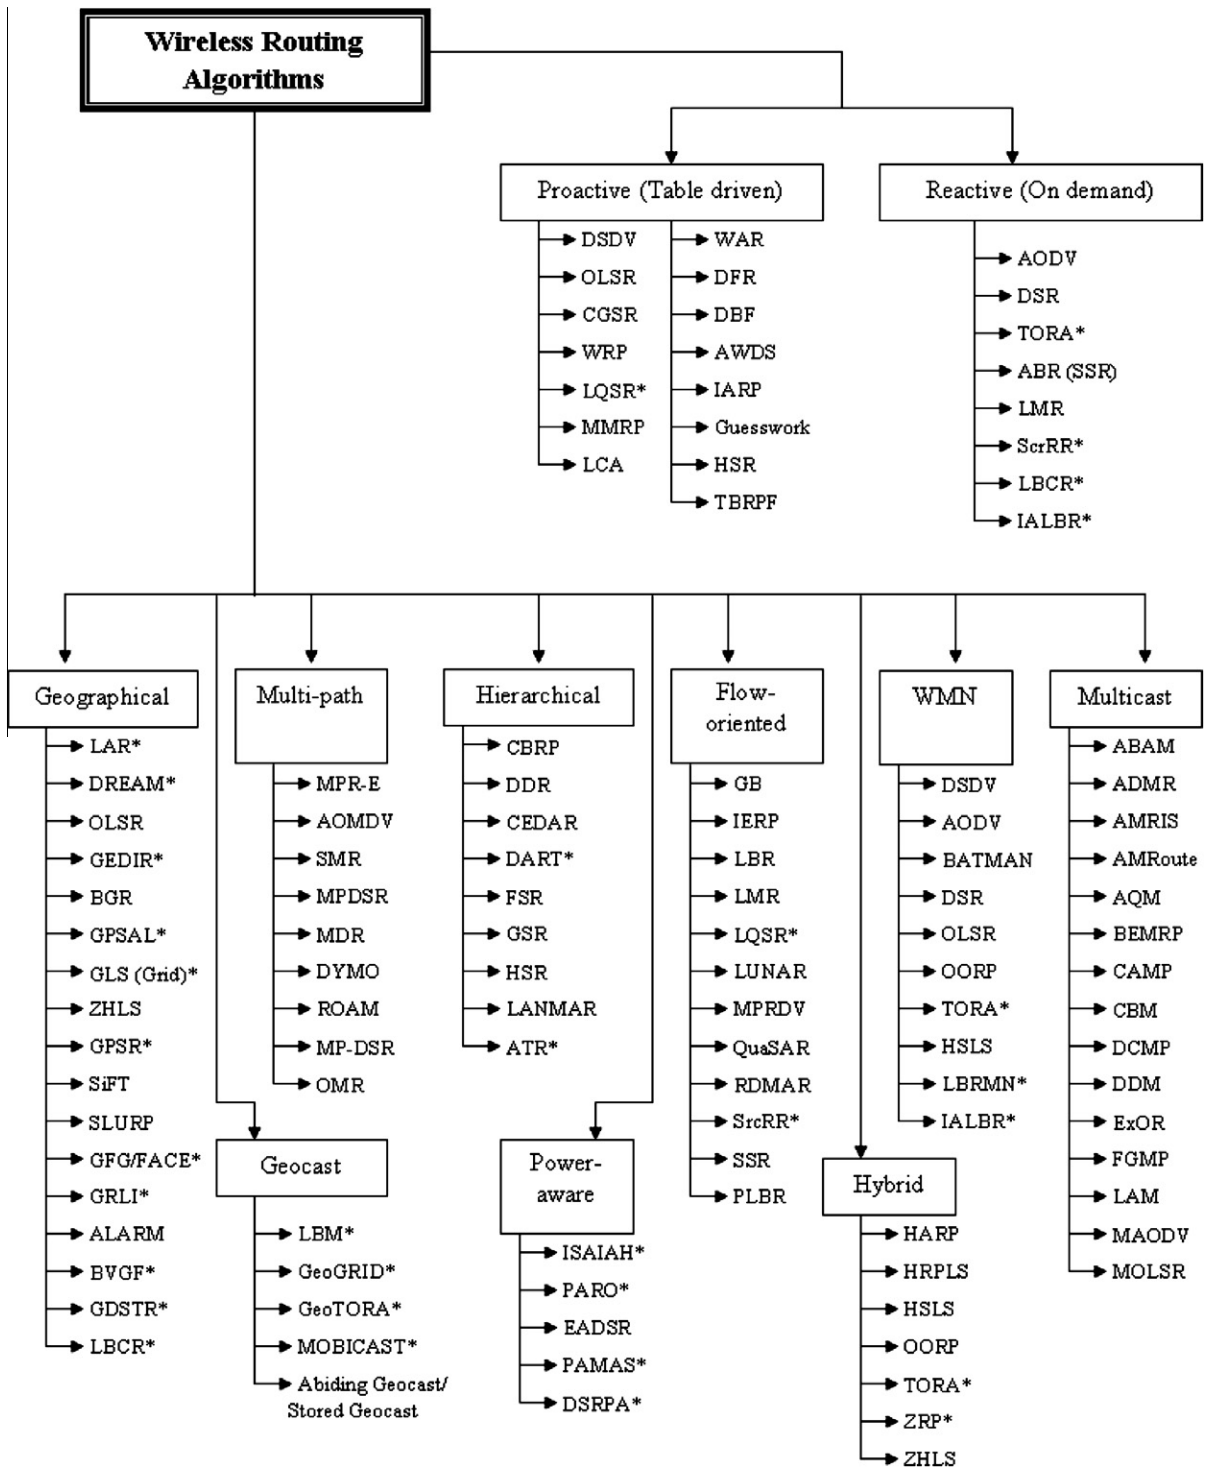 Wireless Routing
Algorithms
Proactive (Table driven)
DSDV
OLSR
CGSR
WRP
LQSR*
MMRP
LCA
WAR
DFR
DBF
AWDS
IARP
Guesswork
HSR
TBRPF
Reactive (On demand)
AODV
DSR
TORA*
ABR (SSR)
LMR
ScrRR*
LBCR*
IALBR*
Geographical
LAR*
DREAM*
OLSR
GEDIR*
BGR
GPSAL*
GLS (Grid)*
ZHLS
GPSR*
SiFT
SLURP
GFG/FACE*
GRLI*
ALARM
BVGF*
GDSTR*
LBCR*
Geocast
LBM*
GeoGRID*
GeoTORA*
MOBICAST*
Abiding Geocast/
Stored Geocast
Multi-path
MPR-E
AOMDV
SMR
MPDSR
MDR
DYMO
ROAM
MP-DSR
OMR
Hierarchical
CBRP
DDR
CEDAR
DART*
FSR
GSR
HSR
LANMAR
ATR*
Power-
aware
ISAIAH*
PARO*
EADSR
PAMAS*
DSRPA*
Flow-
oriented
GB
IERP
LBR
LMR
LQSR*
LUNAR
MPRDV
QuaSAR
RDMAR
SrcRR*
SSR
PLBR
Hybrid
HARP
HRPLS
HSLS
OORP
TORA*
ZRP*
ZHLS
WMN
DSDV
AODV
BATMAN
DSR
OLSR
OORP
TORA*
HSLS
LBRMN*
IALBR*
Multicast
ABAM
ADMR
AMRIS
AMRoute
AQM
BEMRP
CAMP
CBM
DCMP
DDM
ExOR
FGMP
LAM
MAODV
MOLSR